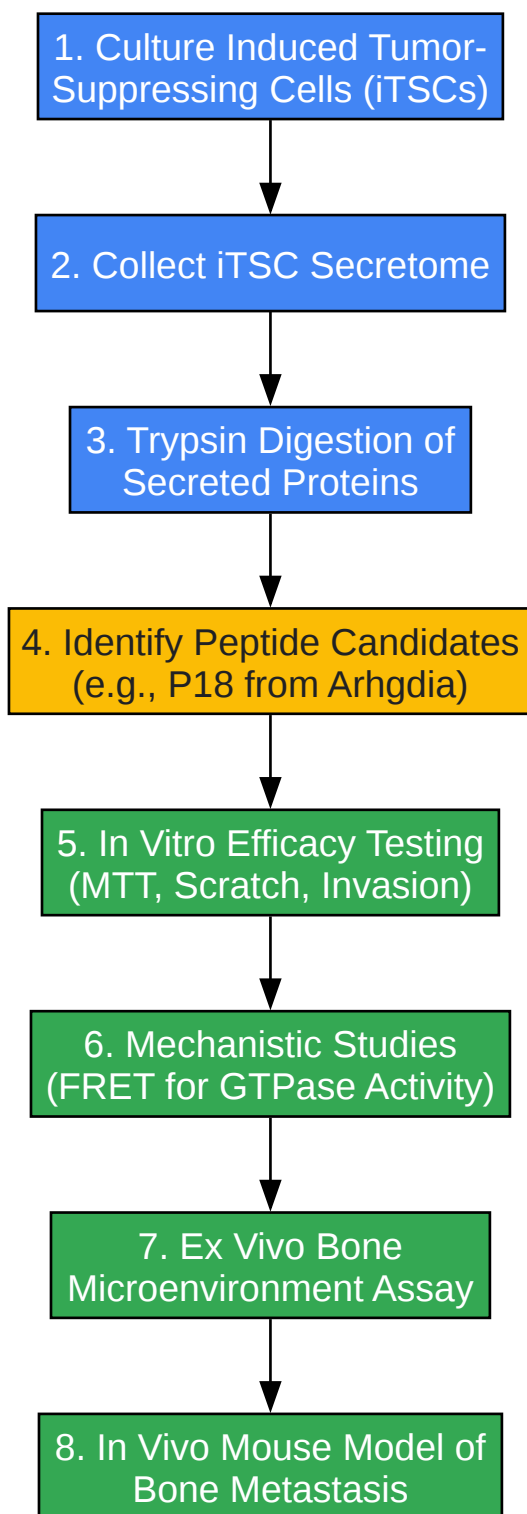 1. Culture Induced Tumor-
Suppressing Cells (iTSCs)
2. Collect iTSC Secretome
3. Trypsin Digestion of
Secreted Proteins
4. Identify Peptide Candidates
(e.g., P18 from Arhgdia)
5. In Vitro Efficacy Testing
(MTT, Scratch, Invasion)
6. Mechanistic Studies
(FRET for GTPase Activity)
7. Ex Vivo Bone
Microenvironment Assay
8. In Vivo Mouse Model of
Bone Metastasis